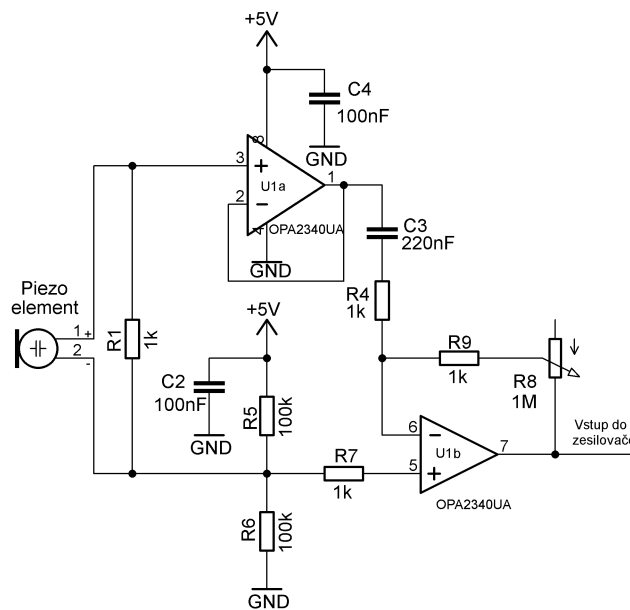 +5V
C4
100nF
GND
8
3
+
1
U1a
2
−
4
OPA2340UA
GND
C3
220nF
R4
1k
Piezo
element
1
+
2
-
R1
1k
+5V
C2
100nF
GND
R5
100k
R9
1k
R8
1M
6
−
7
U1b
5
+
OPA2340UA
R7
1k
Vstup do
R6
100k
GND